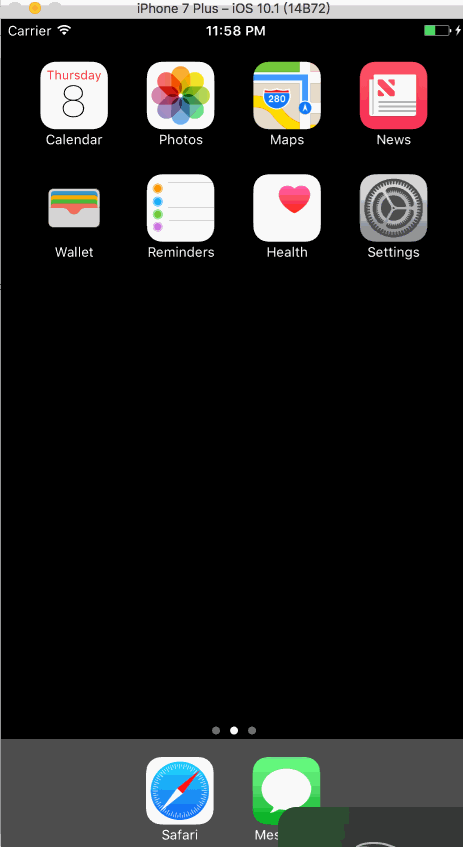 iPhone 7 Plus – iOS 10.1 (14B72)
Carrier 11:58 PM
Thursday
8
280
Calendar Photos Maps News
Wallet Reminders Health Settings
Safari Mes